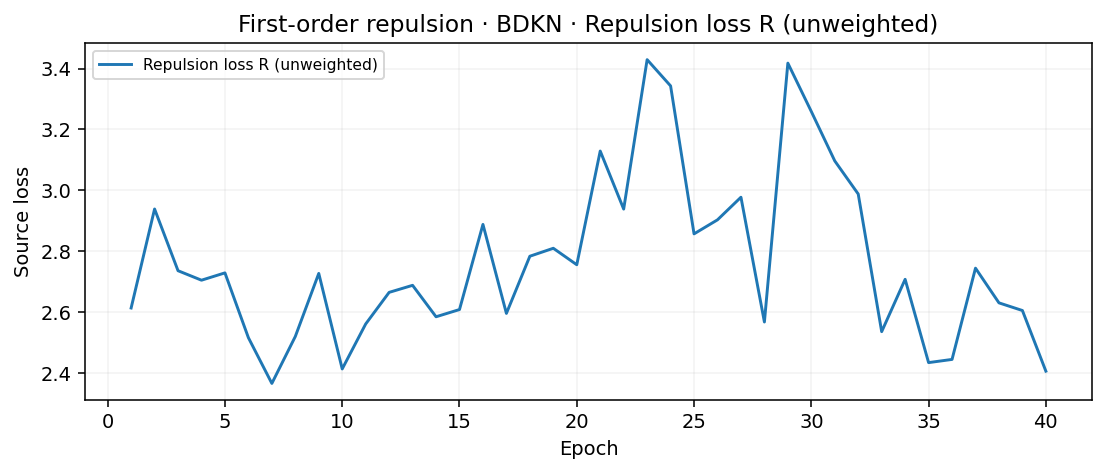 First-order repulsion · BDKN · Repulsion loss R (unweighted)
Repulsion loss R (unweighted)
Source loss
3.4
3.2
3.0
2.8
2.6
2.4
0 5 10 15 20 25 30 35 40
Epoch